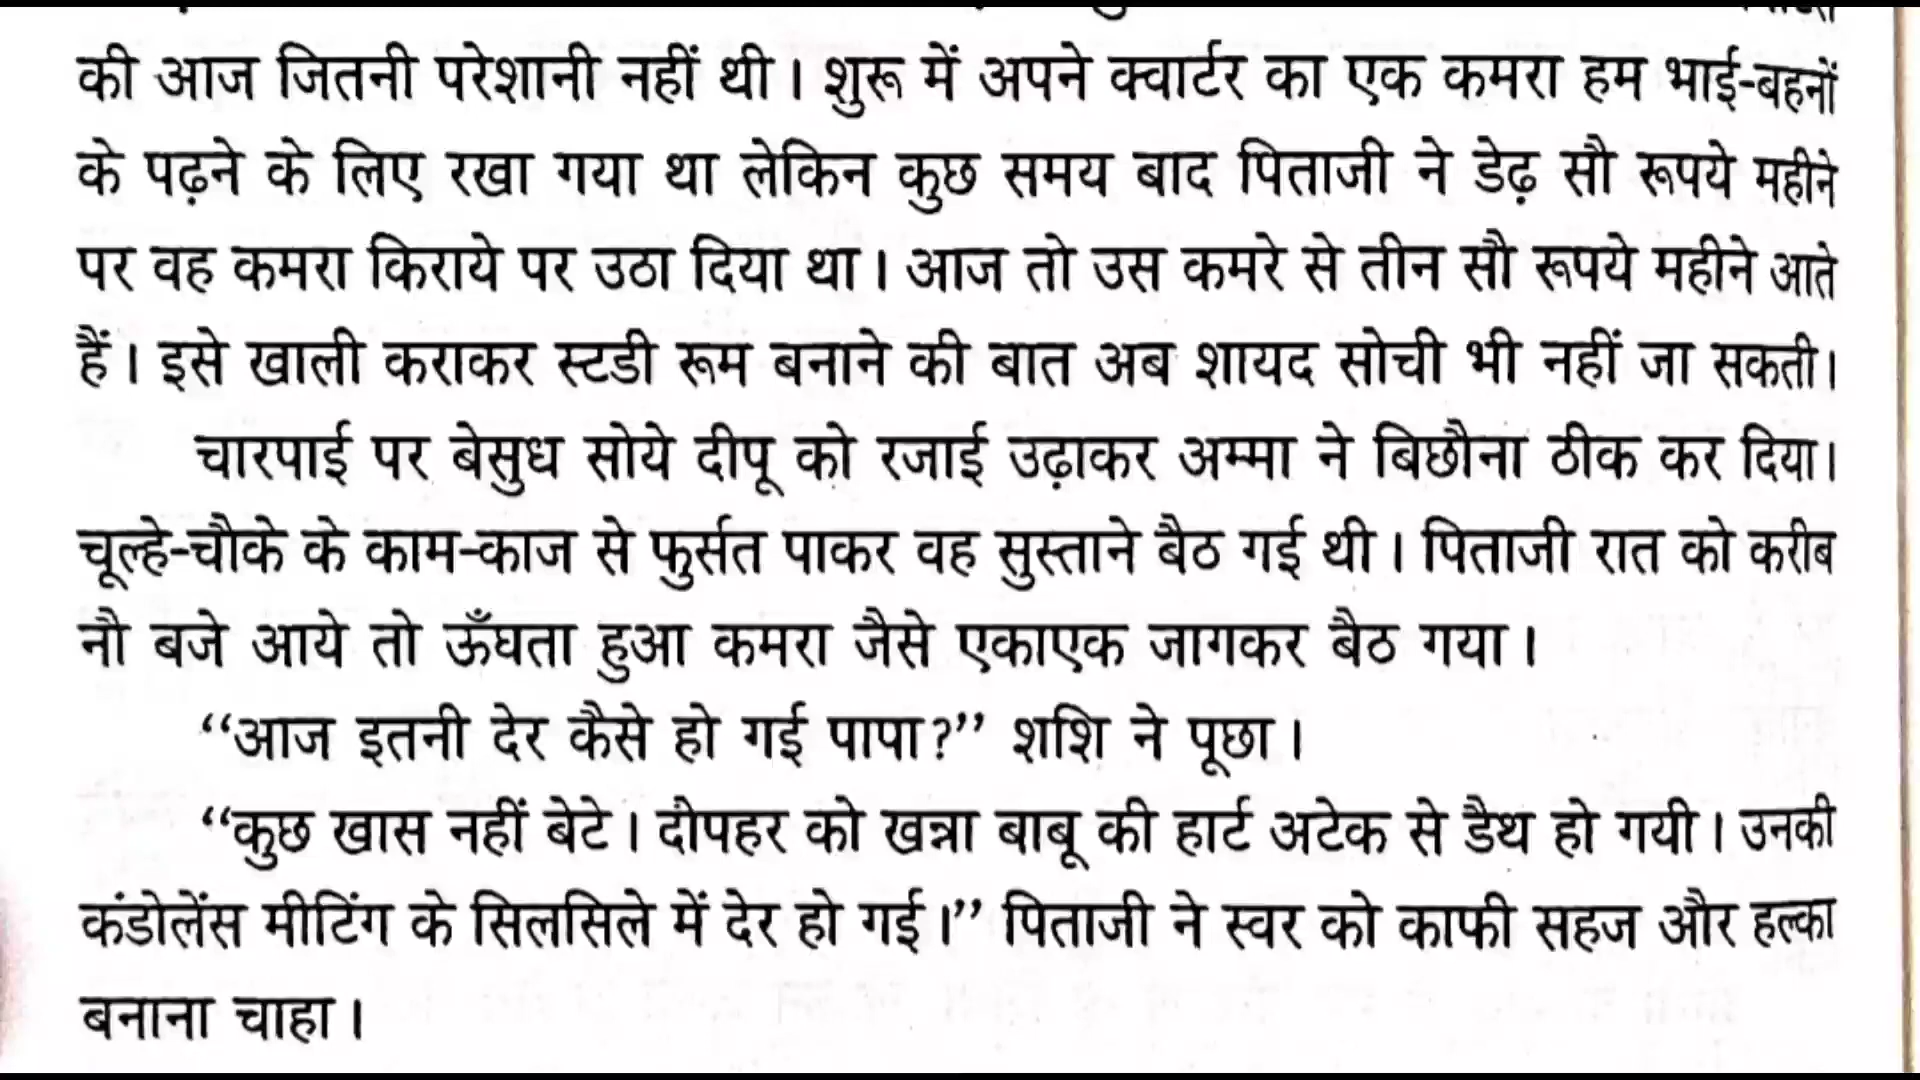 की आज जितनी परेशानी नहीं थी। शुरू में अपने क्वार्टर का एक कमरा हम भाई-बहनों
के पढ़ने के लिए रखा गया था लेकिन कुछ समय बाद पिताजी ने डेढ़ सौ रूपये महीने
पर वह कमरा किराये पर उठा दिया था। आज तो उस कमरे से तीन सौ रूपये महीने आते
हैं। इसे खाली कराकर स्टडी रूम बनाने की बात अब शायद सोची भी नहीं जा सकती।
चारपाई पर बेसुध सोये दीपू को रजाई उढ़ाकर अम्मा ने बिछौना ठीक कर दिया।
चूल्हे-चौके के काम-काज से फुर्सत पाकर वह सुस्ताने बैठ गई थी। पिताजी रात को करीब
नौ बजे आये तो ऊँघता हुआ कमरा जैसे एकाएक जागकर बैठ गया।
“आज इतनी देर कैसे हो गई पापा?” शशि ने पूछा।
“कुछ खास नहीं बेटे। दोपहर को खन्ना बाबू की हार्ट अटेक से डैथ हो गयी। उनकी
कंडोलेंस मीटिंग के सिलसिले में देर हो गई।” पिताजी ने स्वर को काफी सहज और हल्का
बनाना चाहा।